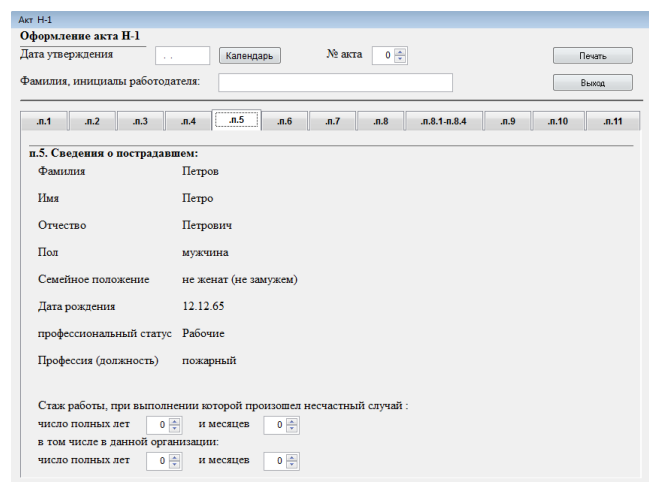 Акт Н-1
Оформление акта Н-1
Дата утверждения . . Календарь № акта 0 Печать
Фамилия, инициалы работодателя: Выход
.п.1 .п.2 .п.3 .п.4 .п.5 .п.6 .п.7 .п.8 .п.8.1-п.8.4 .п.9 .п.10 .п.11
п.5. Сведения о пострадавшем:
Фамилия Петров
Имя Петро
Отчество Петрович
Пол мужчина
Семейное положение не женат (не замужем)
Дата рождения 12.12.65
профессиональный статус Рабочие
Профессия (должность) пожарный
Стаж работы, при выполнении которой произошел несчастный случай :
число полных лет 0 и месяцев 0
в том числе в данной организации:
число полных лет 0 и месяцев 0